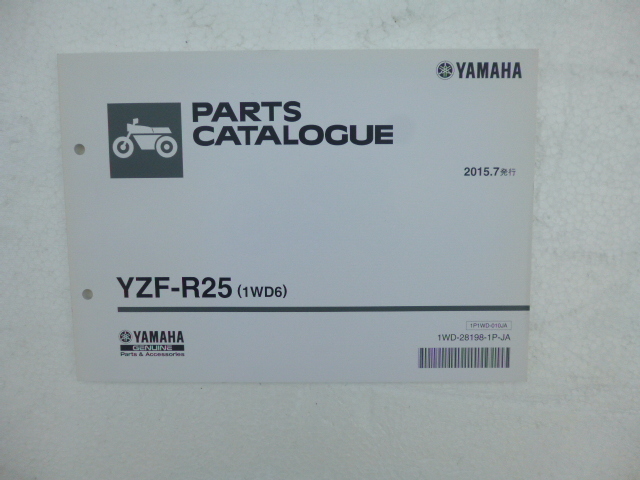 YAMAHA
PARTS
CATALOGUE
2015.7発行
YZF-R25 (1WD6)
YAMAHA
GENUINE
Parts & Accessories
1P1WD-010JA
1WD-28198-1P-JA